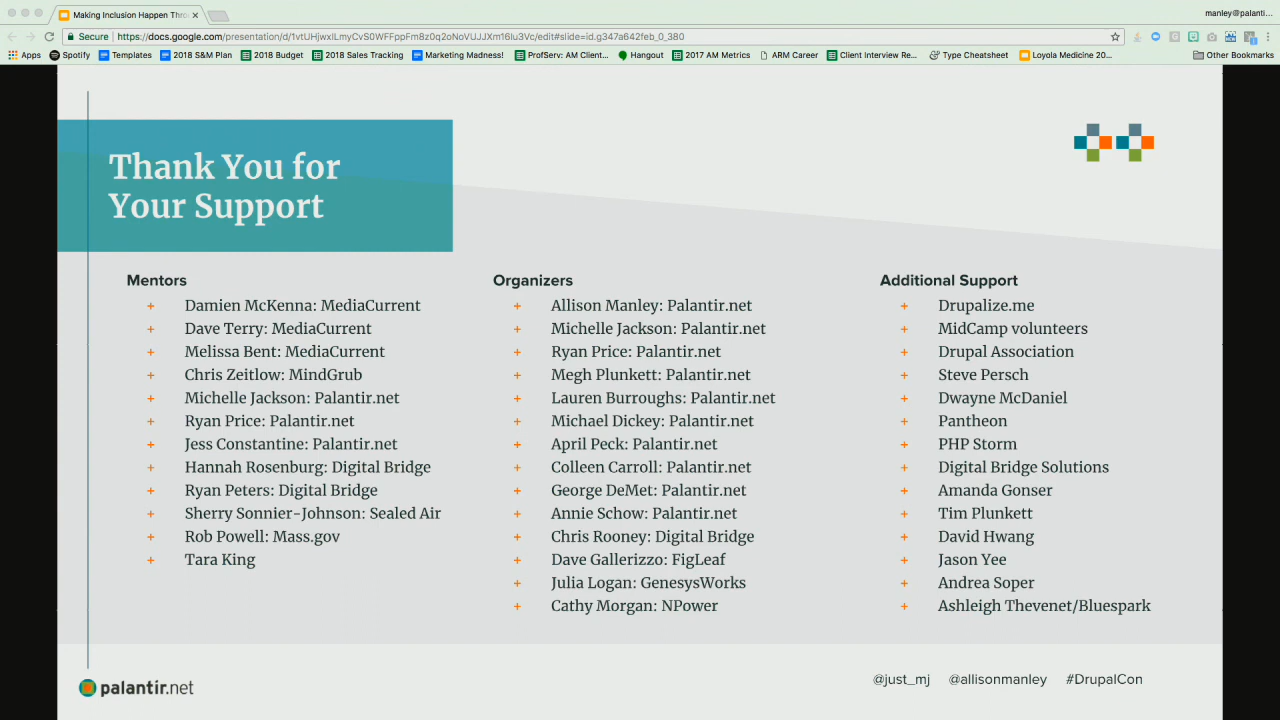 Making Inclusion Happen Thro
manley@palanti...
Secure
https://docs.google.com/presentation/d/1vtUHjwxILmyCvS0WFFppFm8z0q2oNoVUJJXm16Iu3Vc/edit#slide=id.g347a642feb_0_380
Apps Spotify Templates 2018 S&M Plan 2018 Budget 2018 Sales Tracking Marketing Madness! ProfServ: AM Client... Hangout 2017 AM Metrics ARM Career Client Interview Re... Type Cheatsheet Loyola Medicine 20... Other Bookmarks
Thank You for
Your Support
Mentors
+ Damien McKenna: MediaCurrent
+ Dave Terry: MediaCurrent
+ Melissa Bent: MediaCurrent
+ Chris Zeitlow: MindGrub
+ Michelle Jackson: Palantir.net
+ Ryan Price: Palantir.net
+ Jess Constantine: Palantir.net
+ Hannah Rosenburg: Digital Bridge
+ Ryan Peters: Digital Bridge
+ Sherry Sonnier-Johnson: Sealed Air
+ Rob Powell: Mass.gov
+ Tara King
Organizers
+ Allison Manley: Palantir.net
+ Michelle Jackson: Palantir.net
+ Ryan Price: Palantir.net
+ Megh Plunkett: Palantir.net
+ Lauren Burroughs: Palantir.net
+ Michael Dickey: Palantir.net
+ April Peck: Palantir.net
+ Colleen Carroll: Palantir.net
+ George DeMet: Palantir.net
+ Annie Schow: Palantir.net
+ Chris Rooney: Digital Bridge
+ Dave Gallerizzo: FigLeaf
+ Julia Logan: GenesysWorks
+ Cathy Morgan: NPower
Additional Support
+ Drupalize.me
+ MidCamp volunteers
+ Drupal Association
+ Steve Persch
+ Dwayne McDaniel
+ Pantheon
+ PHP Storm
+ Digital Bridge Solutions
+ Amanda Gonser
+ Tim Plunkett
+ David Hwang
+ Jason Yee
+ Andrea Soper
+ Ashleigh Thevenet/Bluespark
palantir.net
@just_mj @allisonmanley #DrupalCon